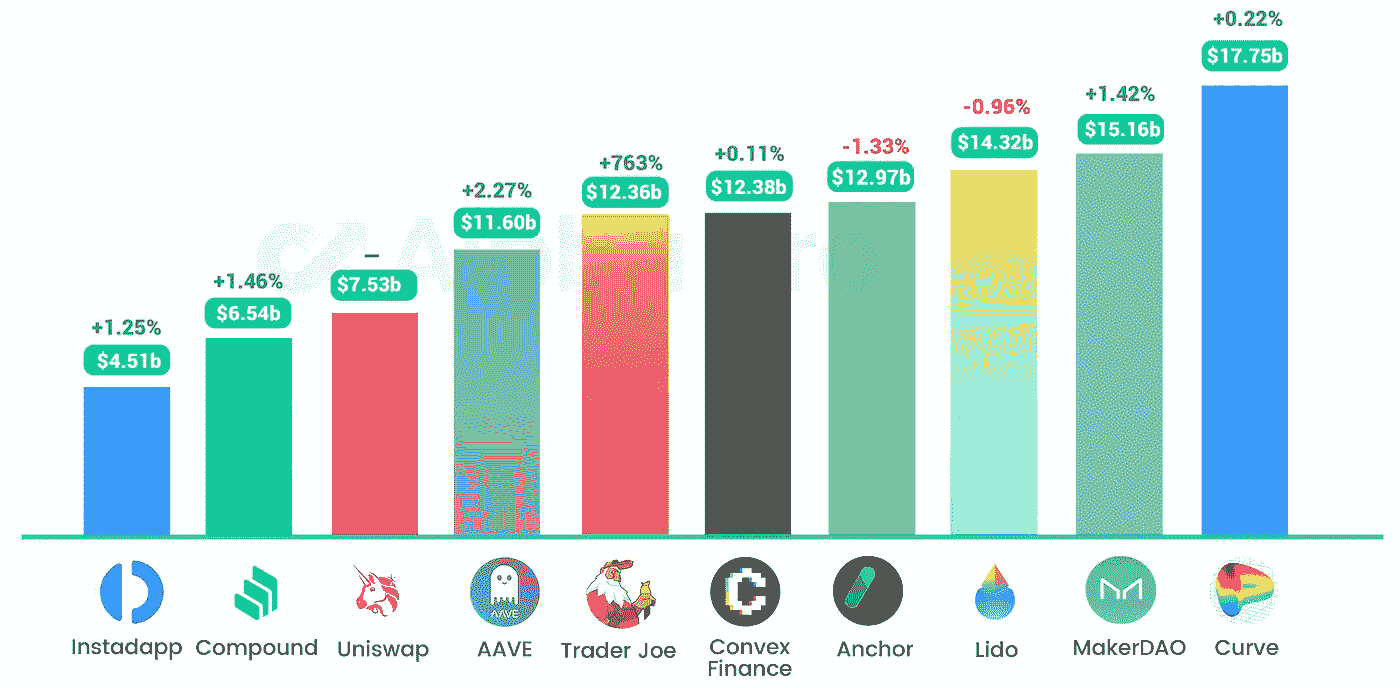 +0.22%
$17.75b
+1.42%
$15.16b
-0.96%
$14.32b
-1.33%
$12.97b
+0.11%
$12.38b
+763%
$12.36b
+2.27%
$11.60b
–
$7.53b
+1.46%
$6.54b
+1.25%
$4.51b
AAVE
Instadapp
Compound
Uniswap
AAVE
Trader Joe
Convex
Finance
Anchor
Lido
MakerDAO
Curve